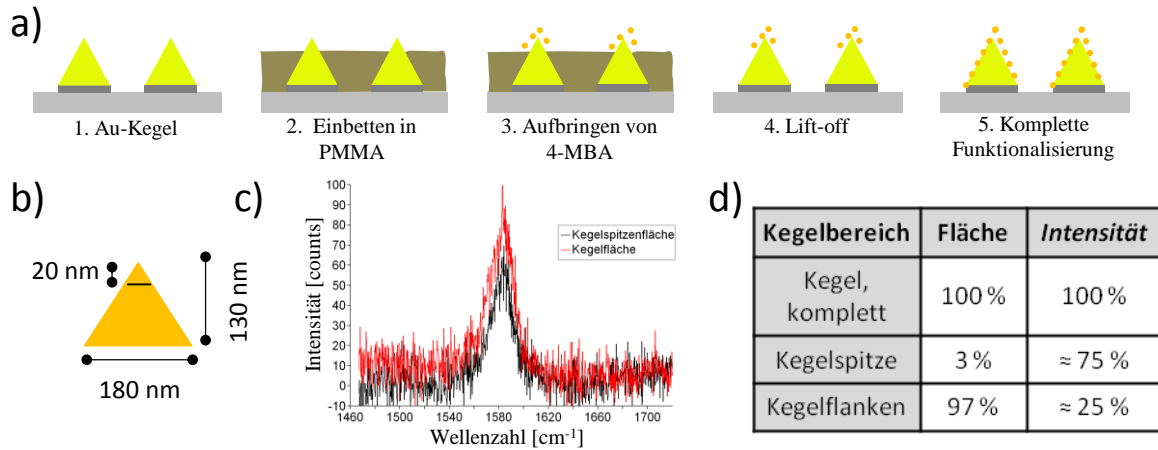 a)
1. Au-Kegel
2. Einbetten in
PMMA
3. Aufbringen von
4-MBA
4. Lift-off
5. Komplette
Funktionalisierung
b)
20 nm
130 nm
180 nm
c)
Intensität [counts]
100
90
80
70
60
50
40
30
20
10
0
-10
Kegelspitzenfläche
Kegelfläche
1460 1500 1540 1580 1620 1660 1700
Wellenzahl [cm⁻¹]
d)
Kegelbereich Fläche Intensität
Kegel,
komplett 100 % 100 %
Kegelspitze 3 % ≈ 75 %
Kegelflanken 97 % ≈ 25 %